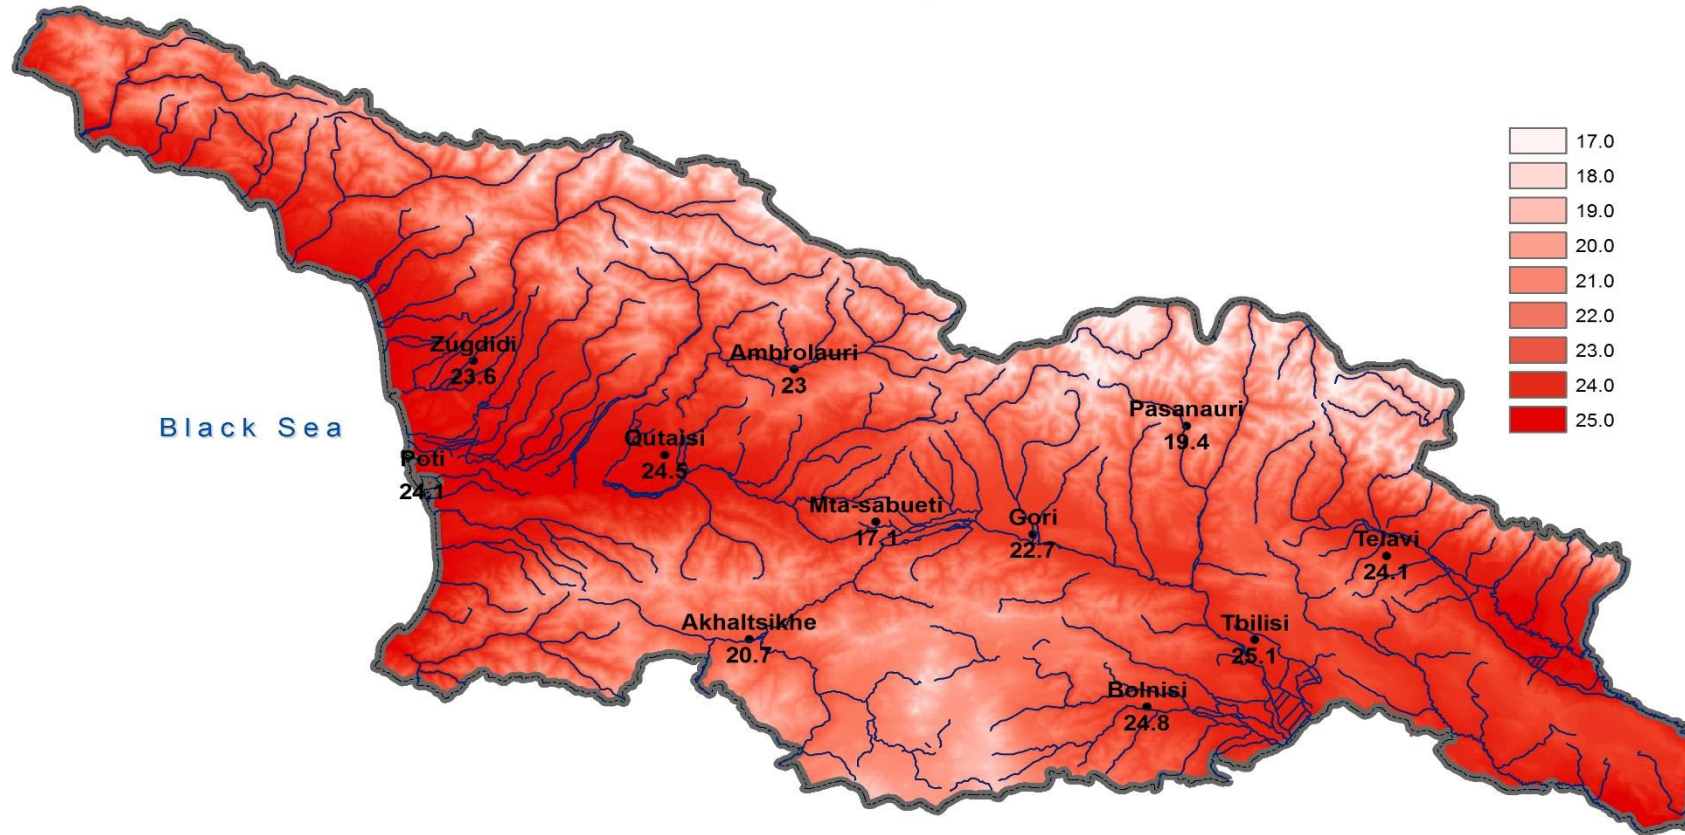 17.0
18.0
19.0
20.0
21.0
22.0
23.0
24.0
25.0
Zugdidi
23.6
Ambrolauri
23
Pasanauri
19.4
Black Sea
Qutaisi
24.5
Poti
24.1
Mta-sabueti
17.1
Gori
22.7
Telavi
24.1
Akhaltsikhe
20.7
Tbilisi
25.1
Bolnisi
24.8